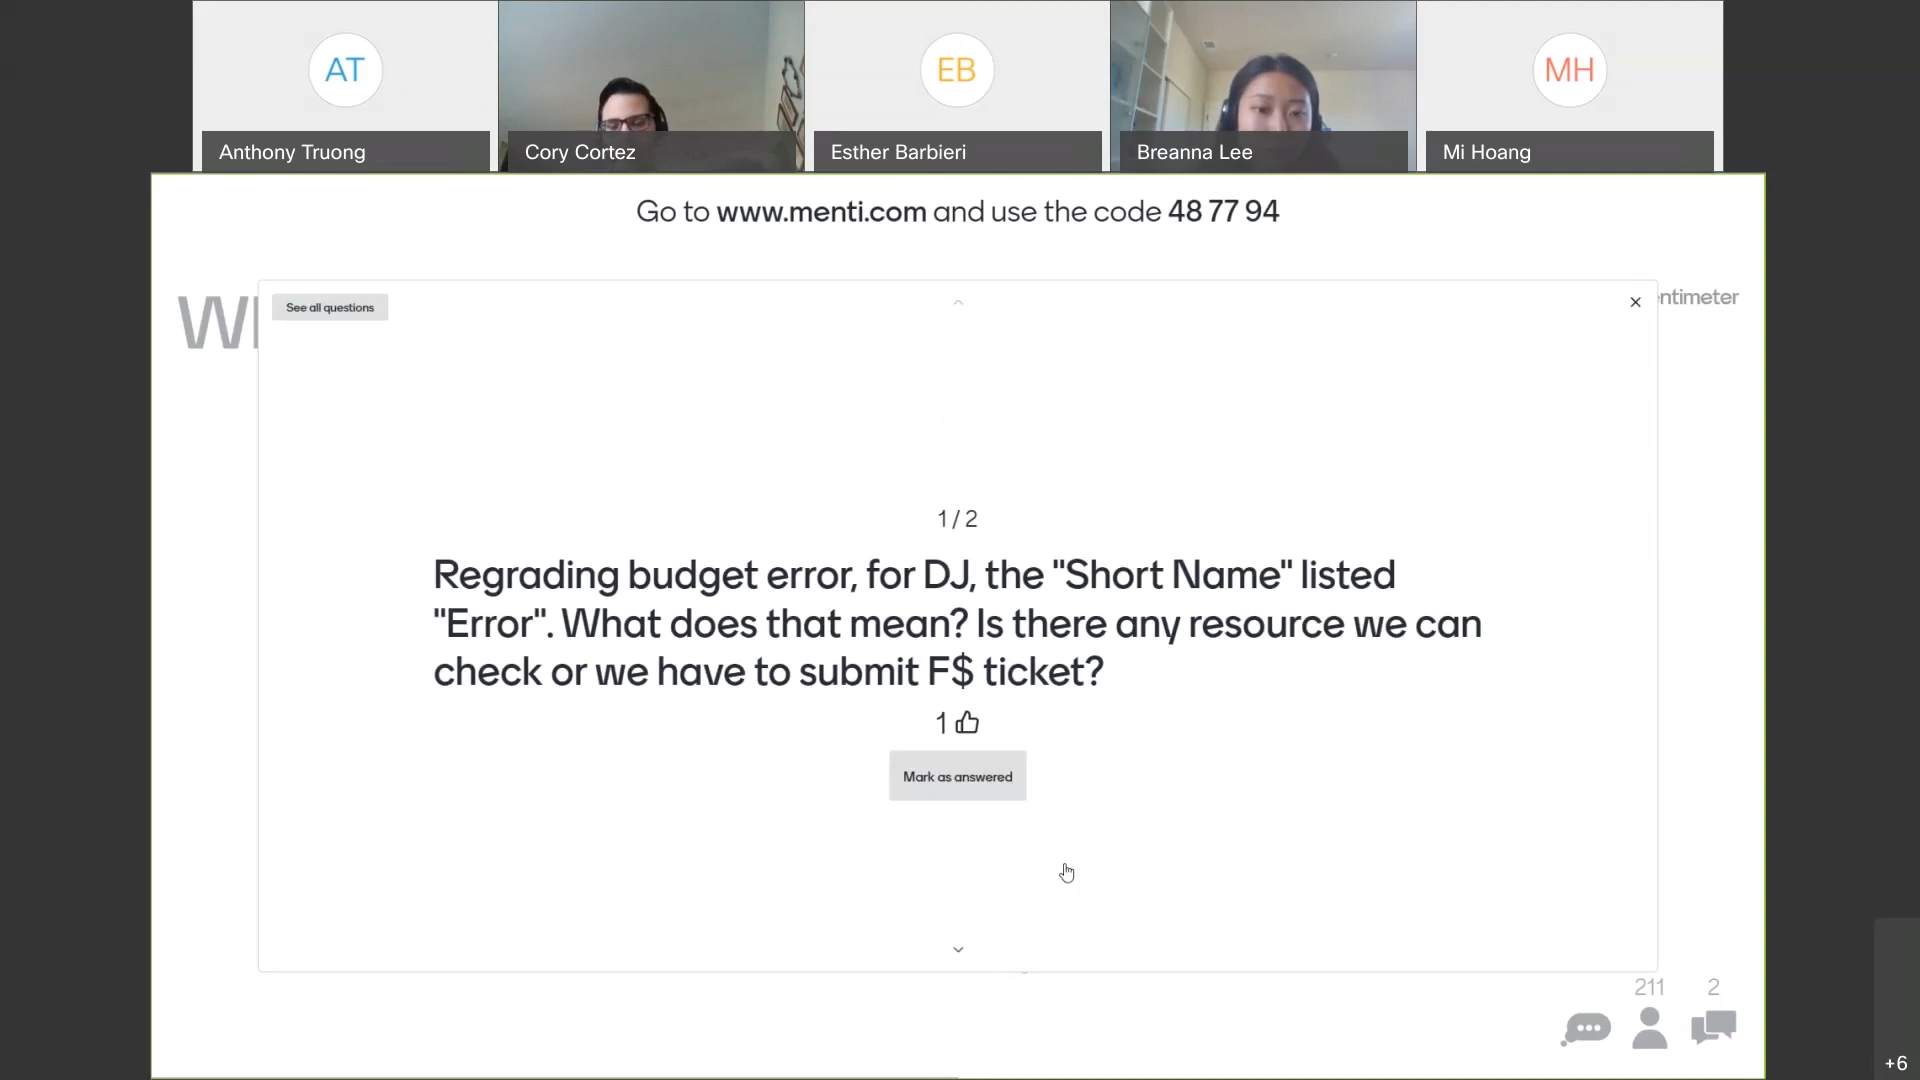 AT
EB
MH
Anthony Truong
Cory Cortez
Esther Barbieri
Breanna Lee
Mi Hoang
Go to www.menti.com and use the code 48 77 94
See all questions
ntimeter
1 / 2
Regrading budget error, for DJ, the "Short Name" listed
"Error". What does that mean? Is there any resource we can
check or we have to submit F$ ticket?
1
Mark as answered
211
2
+6